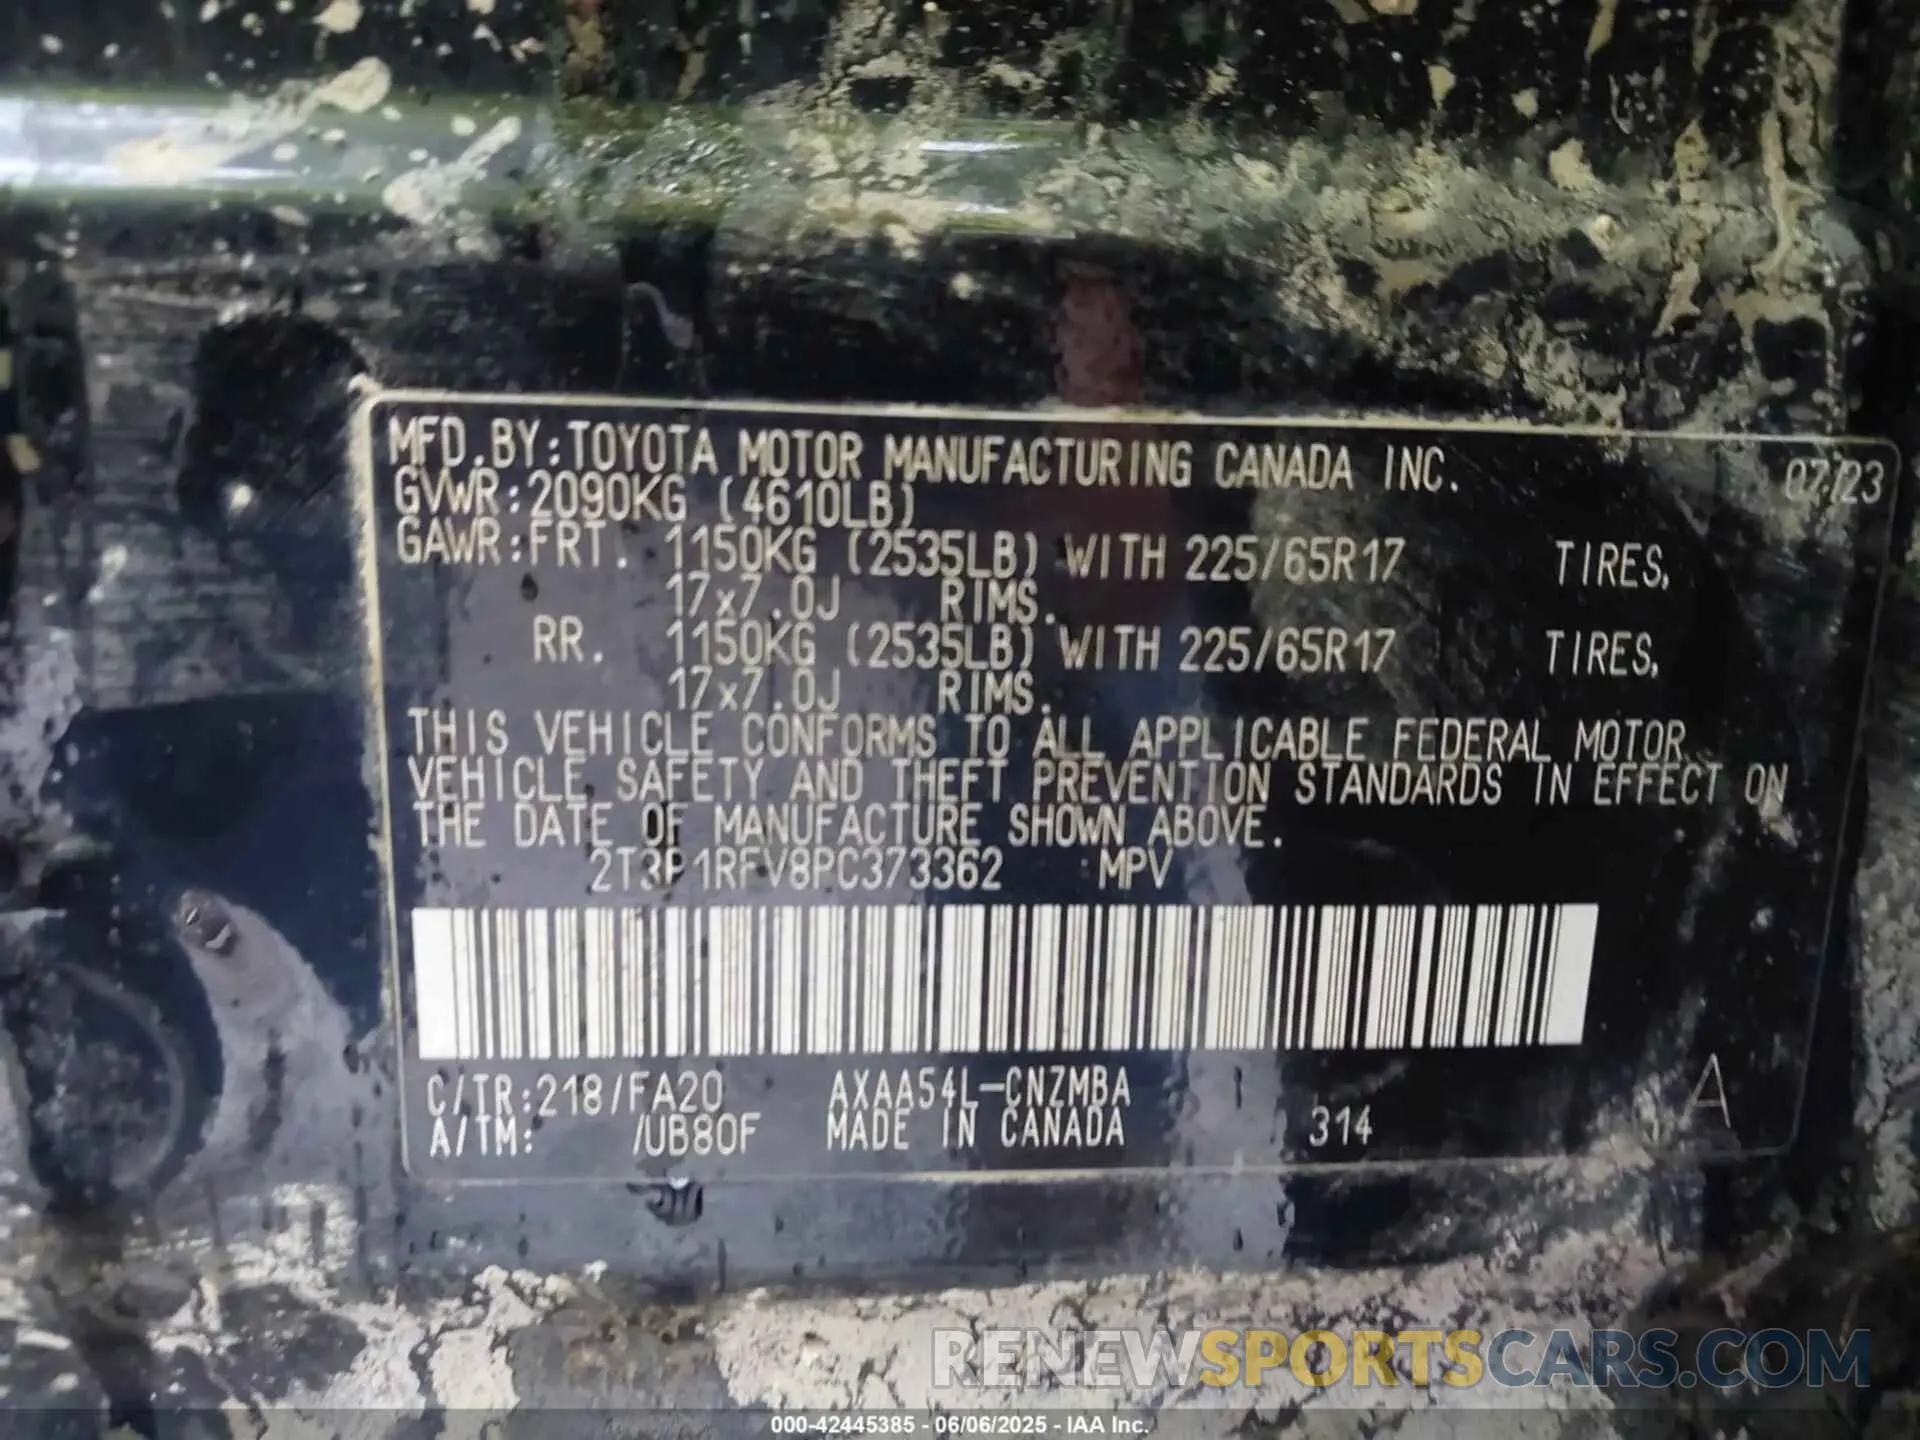 MFD.BY:TOYOTA MOTOR MANUFACTURING CANADA INC. 07/23
GVWR:2090KG (4610LB)
GAWR:FRT. 1150KG (2535LB) WITH 225/65R17 TIRES,
17x7.0J RIMS.
RR. 1150KG (2535LB) WITH 225/65R17 TIRES,
17x7.0J RIMS.
THIS VEHICLE CONFORMS TO ALL APPLICABLE FEDERAL MOTOR
VEHICLE SAFETY AND THEFT PREVENTION STANDARDS IN EFFECT ON
THE DATE OF MANUFACTURE SHOWN ABOVE.
2T3P1RFV8PC373362 MPV
C/TR:218/FA20 AXAA54L-CNZMBA
A/TM: /UB80F MADE IN CANADA 314 A
RENEWSPORTSCARS.COM
000-42445385 - 06/06/2025 - IAA Inc.